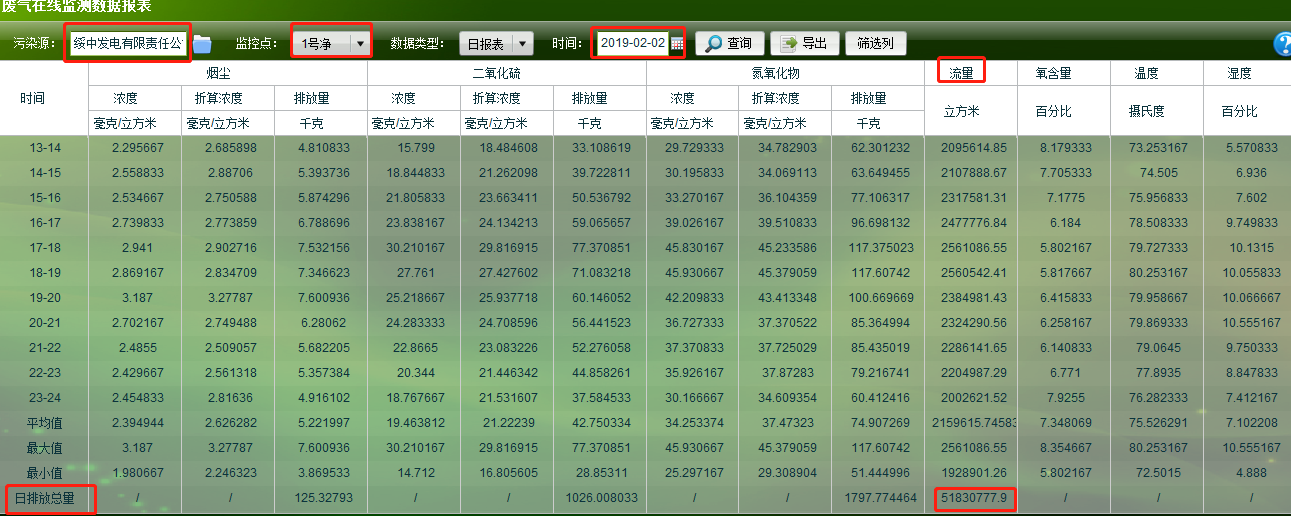 废气在线监测数据报表
污染源： 绥中发电有限责任公 监控点： 1号净 数据类型： 日报表 时间： 2019-02-02 查询 导出 筛选列
时间 烟尘 二氧化硫 氮氧化物 流量 氧含量 温度 湿度
浓度 折算浓度 排放量 浓度 折算浓度 排放量 浓度 折算浓度 排放量 立方米 百分比 摄氏度 百分比
毫克/立方米 毫克/立方米 千克 毫克/立方米 毫克/立方米 千克 毫克/立方米 毫克/立方米 千克
13-14 2.295667 2.685898 4.810833 15.799 18.484608 33.108619 29.729333 34.782903 62.301232 2095614.85 8.179333 73.253167 5.570833
14-15 2.558833 2.88706 5.393736 18.844833 21.262098 39.722811 30.195833 34.069113 63.649455 2107888.67 7.705333 74.505 6.936
15-16 2.534667 2.750588 5.874296 21.805833 23.663411 50.536792 33.270167 36.104359 77.106317 2317581.31 7.1775 75.956833 7.602
16-17 2.739833 2.773859 6.788696 23.838167 24.134213 59.065657 39.026167 39.510833 96.698132 2477776.84 6.184 78.508333 9.749833
17-18 2.941 2.902716 7.532156 30.210167 29.816915 77.370851 45.830167 45.233586 117.375023 2561086.55 5.802167 79.727333 10.1315
18-19 2.869167 2.834709 7.346623 27.761 27.427602 71.083218 45.930667 45.379059 117.60742 2560542.41 5.817667 80.253167 10.055833
19-20 3.187 3.27787 7.600936 25.218667 25.937718 60.146052 42.209833 43.413348 100.669669 2384981.43 6.415833 79.958667 10.066667
20-21 2.702167 2.749488 6.28062 24.283333 24.708596 56.441523 36.727333 37.370522 85.364994 2324290.56 6.258167 79.869333 10.555167
21-22 2.4855 2.509057 5.682205 22.8665 23.083226 52.276058 37.370833 37.725029 85.435019 2286141.65 6.140833 79.0645 9.750333
22-23 2.429667 2.561318 5.357384 20.344 21.446342 44.858261 35.926167 37.87283 79.216741 2204987.29 6.771 77.8935 8.847833
23-24 2.454833 2.81636 4.916102 18.767667 21.531607 37.584533 30.166667 34.609354 60.412416 2002621.52 7.9255 76.282333 7.412167
平均值 2.394944 2.626282 5.221997 19.463812 21.22239 42.750334 34.253374 37.47323 74.907269 2159615.7458 7.348069 75.526291 7.102208
最大值 3.187 3.27787 7.600936 30.210167 29.816915 77.370851 45.930667 45.379059 117.60742 2561086.55 8.354667 80.253167 10.555167
最小值 1.980667 2.246323 3.869533 14.712 16.805605 28.85311 25.297167 29.308904 51.444996 1928901.26 5.802167 72.5015 4.888
日排放总量 / / 125.32793 / / 1026.008033 / / 1797.774464 51830777.9 / / /